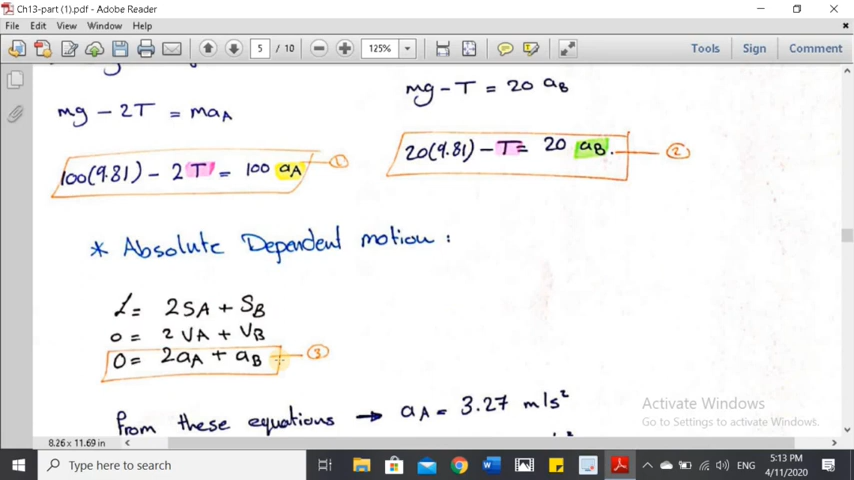 Ch13-part (1).pdf - Adobe Reader
File Edit View Window Help
5 / 10 125% Tools Sign Comment
mg - 2T = maA
mg - T = 20 aB
100(9.81) - 2T = 100 aA ①
20(9.81) - T = 20 aB. ②
* Absolute Dependent motion :
L = 2SA + SB
0 = 2VA + VB
0 = 2aA + aB ③
From these equations → aA = 3.27 m/s²
Activate Windows
Go to Settings to activate Windows.
8.26 x 11.69 in
Type here to search
ENG
5:13 PM
4/11/2020